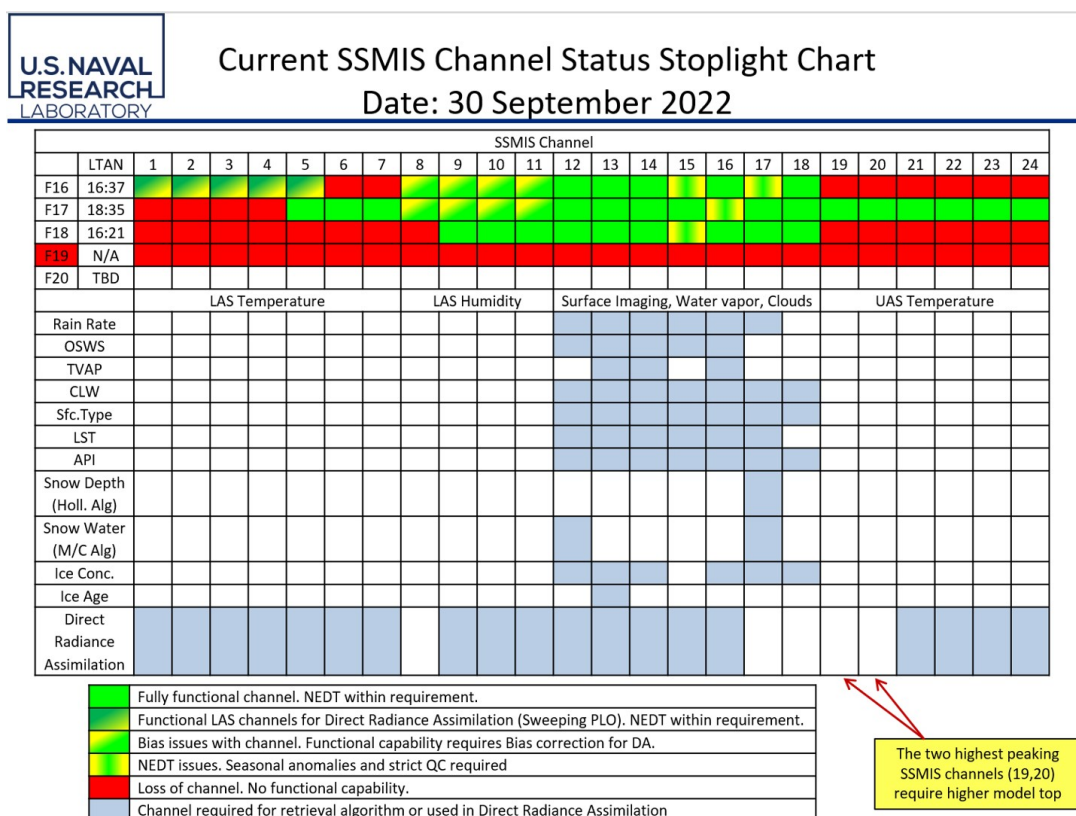 U.S. NAVAL
RESEARCH
LABORATORY
Current SSMIS Channel Status Stoplight Chart
Date: 30 September 2022
SSMIS Channel
LTAN 1 2 3 4 5 6 7 8 9 10 11 12 13 14 15 16 17 18 19 20 21 22 23 24
F16 16:37
F17 18:35
F18 16:21
F19 N/A
F20 TBD
LAS Temperature LAS Humidity Surface Imaging, Water vapor, Clouds UAS Temperature
Rain Rate
OSWS
TVAP
CLW
Sfc.Type
LST
API
Snow Depth
(Holl. Alg)
Snow Water
(M/C Alg)
Ice Conc.
Ice Age
Direct
Radiance
Assimilation
Fully functional channel. NEDT within requirement.
Functional LAS channels for Direct Radiance Assimilation (Sweeping PLO). NEDT within requirement.
Bias issues with channel. Functional capability requires Bias correction for DA.
NEDT issues. Seasonal anomalies and strict QC required
Loss of channel. No functional capability.
Channel required for retrieval algorithm or used in Direct Radiance Assimilation
The two highest peaking
SSMIS channels (19,20)
require higher model top